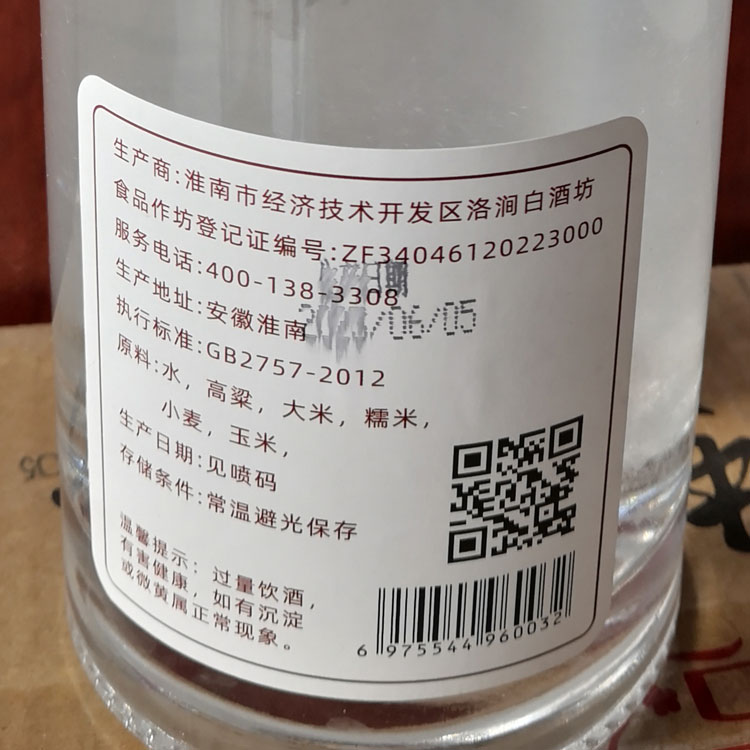 生产商:淮南市经济技术开发区洛涧白酒坊
食品作坊登记证编号:ZF34046120223000
服务电话:400-138-3308
生产地址:安徽淮南
日期
/06/05
执行标准:GB2757-2012
原料:水,高粱,大米,糯米,
小麦,玉米,
生产日期:见喷码
存储条件:常温避光保存
温馨提示:过量饮酒,
有害健康,如有沉淀
或微黄属正常现象。
6 975544 960032